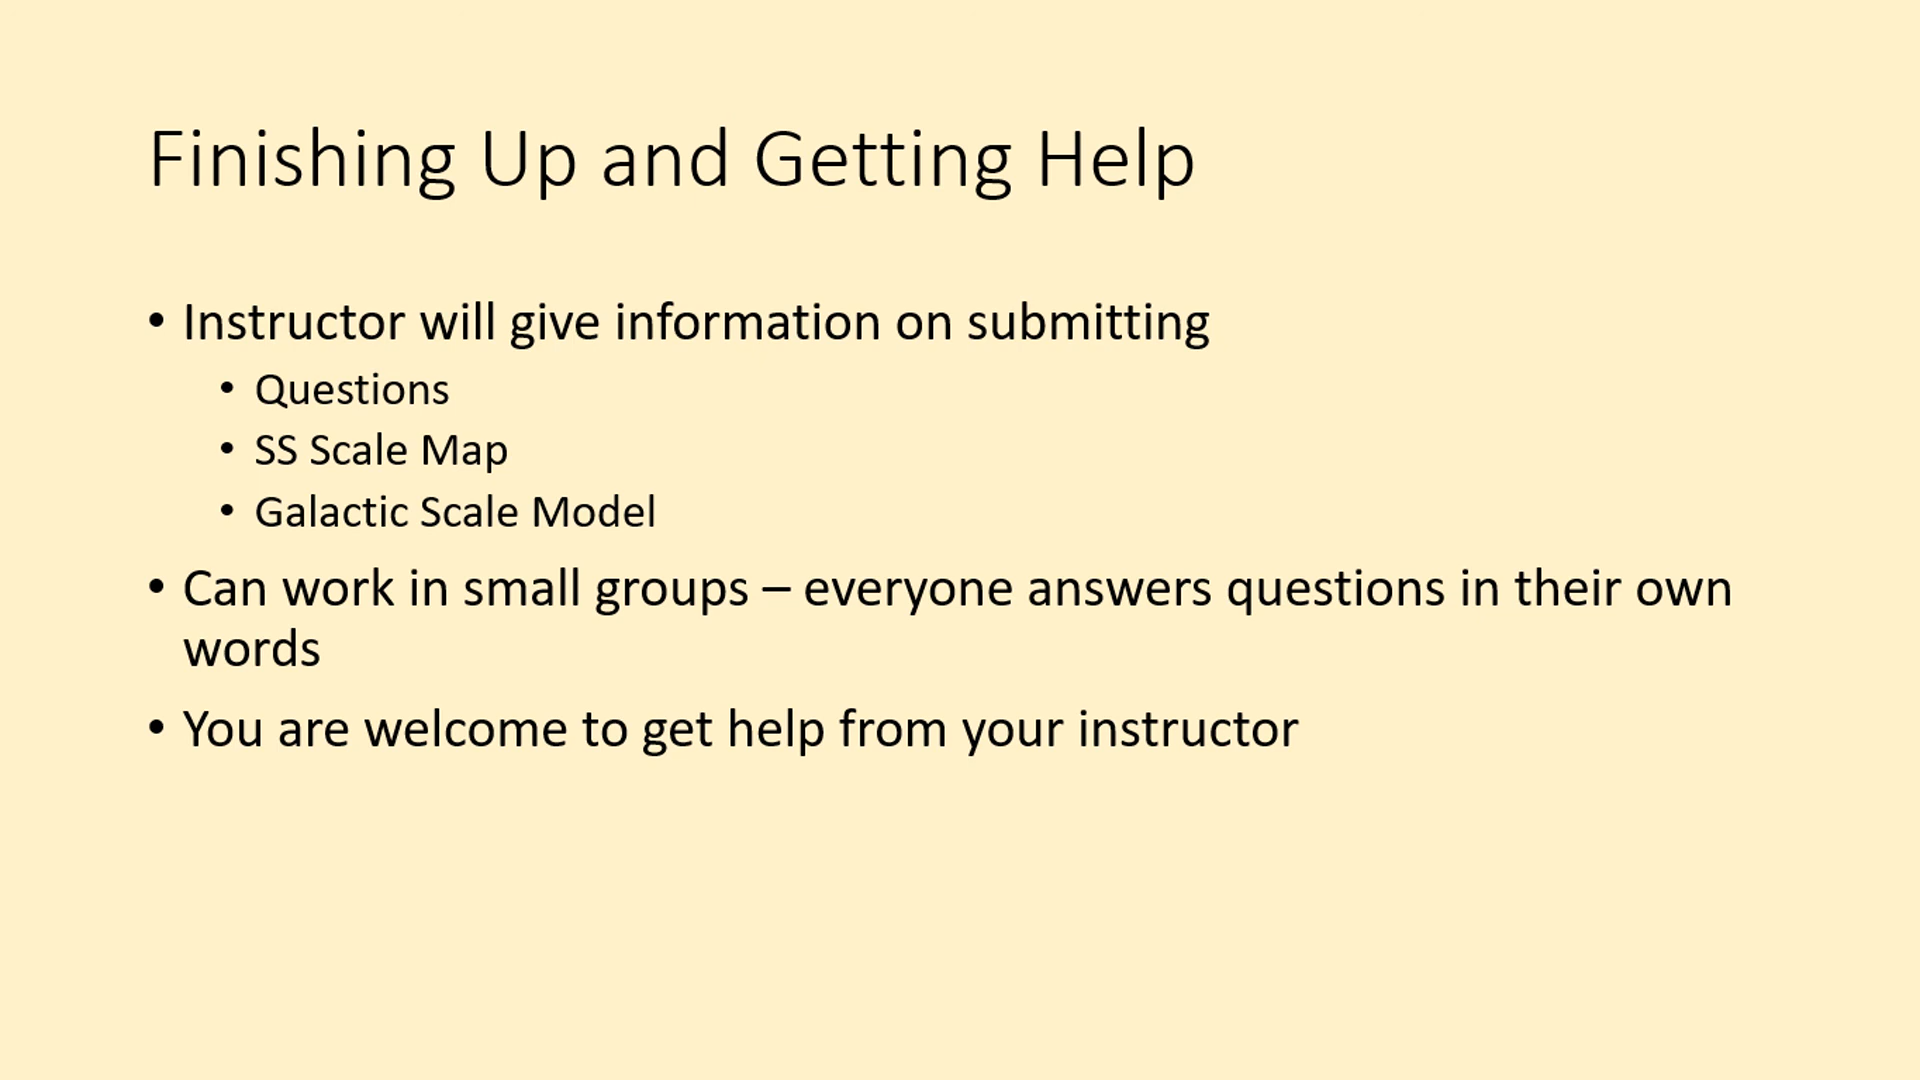 Finishing Up and Getting Help
• Instructor will give information on submitting
• Questions
• SS Scale Map
• Galactic Scale Model
• Can work in small groups – everyone answers questions in their own
words
• You are welcome to get help from your instructor